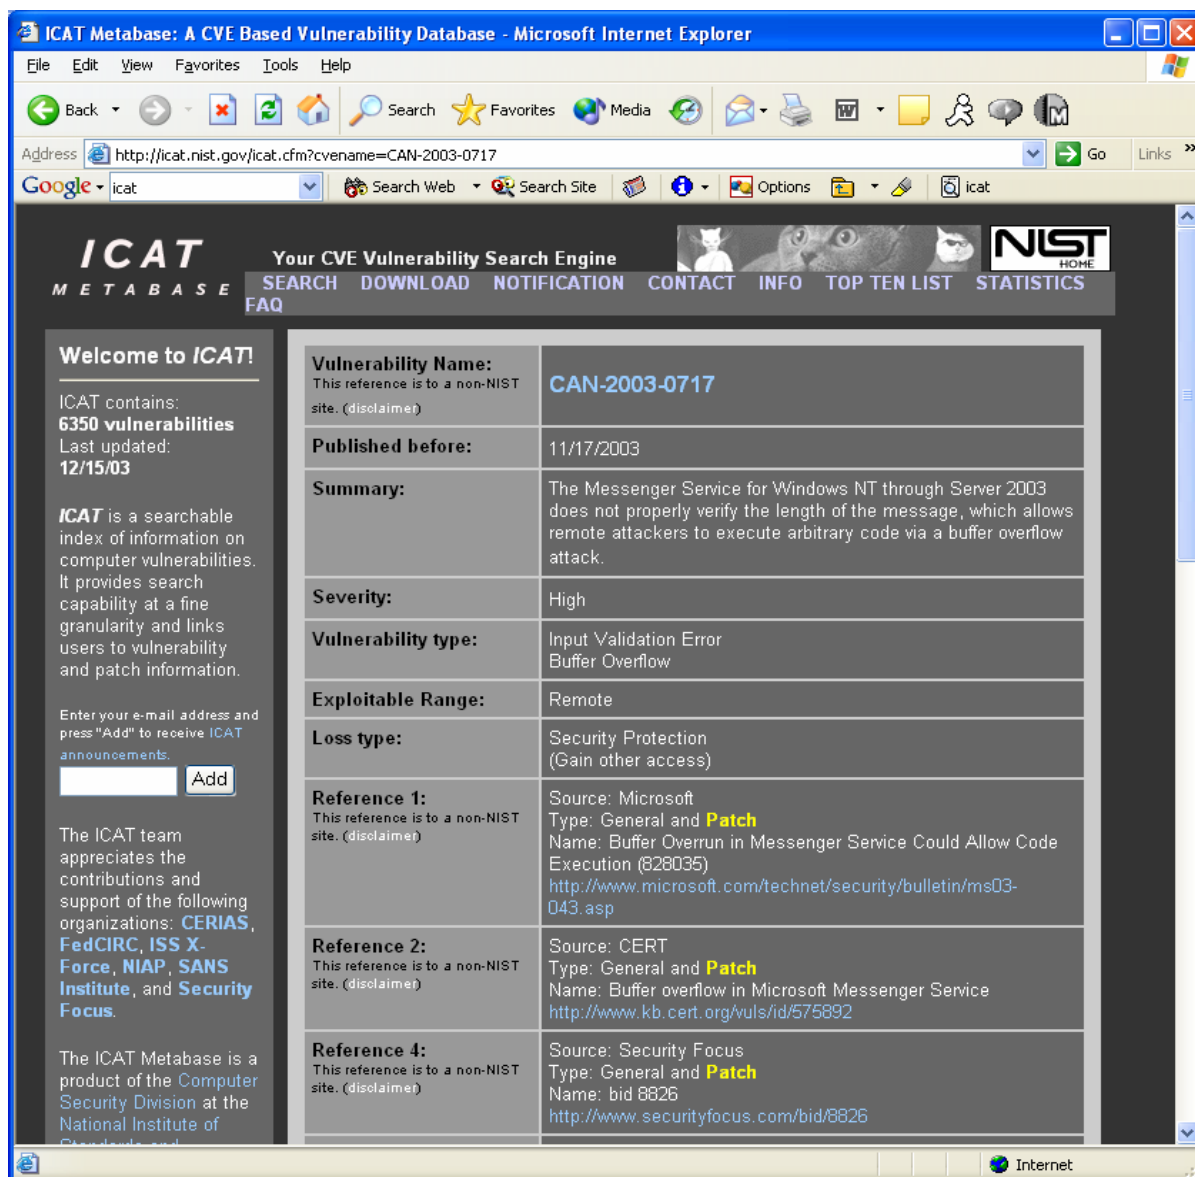 ICAT Metabase: A CVE Based Vulnerability Database - Microsoft Internet Explorer
File Edit View Favorites Tools Help
Back Search Favorites Media
Address http://icat.nist.gov/icat.cfm?cvename=CAN-2003-0717 Go Links »
Google icat Search Web Search Site Options icat
ICAT
METABASE
Your CVE Vulnerability Search Engine
NIST
HOME
SEARCH DOWNLOAD NOTIFICATION CONTACT INFO TOP TEN LIST STATISTICS
FAQ
Welcome to ICAT!
ICAT contains:
6350 vulnerabilities
Last updated:
12/15/03
ICAT is a searchable
index of information on
computer vulnerabilities.
It provides search
capability at a fine
granularity and links
users to vulnerability
and patch information.
Enter your e-mail address and
press "Add" to receive ICAT
announcements.
Add
The ICAT team
appreciates the
contributions and
support of the following
organizations: CERIAS,
FedCIRC, ISS X-
Force, NIAP, SANS
Institute, and Security
Focus.
The ICAT Metabase is a
product of the Computer
Security Division at the
National Institute of
Standards and
Vulnerability Name:
This reference is to a non-NIST
site. (disclaimer)
CAN-2003-0717
Published before:
11/17/2003
Summary:
The Messenger Service for Windows NT through Server 2003
does not properly verify the length of the message, which allows
remote attackers to execute arbitrary code via a buffer overflow
attack.
Severity:
High
Vulnerability type:
Input Validation Error
Buffer Overflow
Exploitable Range:
Remote
Loss type:
Security Protection
(Gain other access)
Reference 1:
This reference is to a non-NIST
site. (disclaimer)
Source: Microsoft
Type: General and Patch
Name: Buffer Overrun in Messenger Service Could Allow Code
Execution (828035)
http://www.microsoft.com/technet/security/bulletin/ms03-
043.asp
Reference 2:
This reference is to a non-NIST
site. (disclaimer)
Source: CERT
Type: General and Patch
Name: Buffer overflow in Microsoft Messenger Service
http://www.kb.cert.org/vuls/id/575892
Reference 4:
This reference is to a non-NIST
site. (disclaimer)
Source: Security Focus
Type: General and Patch
Name: bid 8826
http://www.securityfocus.com/bid/8826
Internet